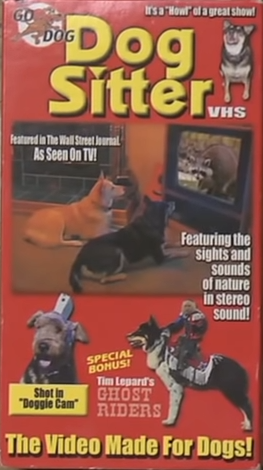 It's a "Howl" of a great show!
GO
DOG
Dog
Sitter
VHS
Featured in The Wall Street Journal.
As Seen On TV!
Featuring the
sights and
sounds
of nature
in stereo
sound!
SPECIAL
BONUS!
Tim Lepard's
GHOST
RIDERS
Shot in
"Doggie Cam"
The Video Made For Dogs!